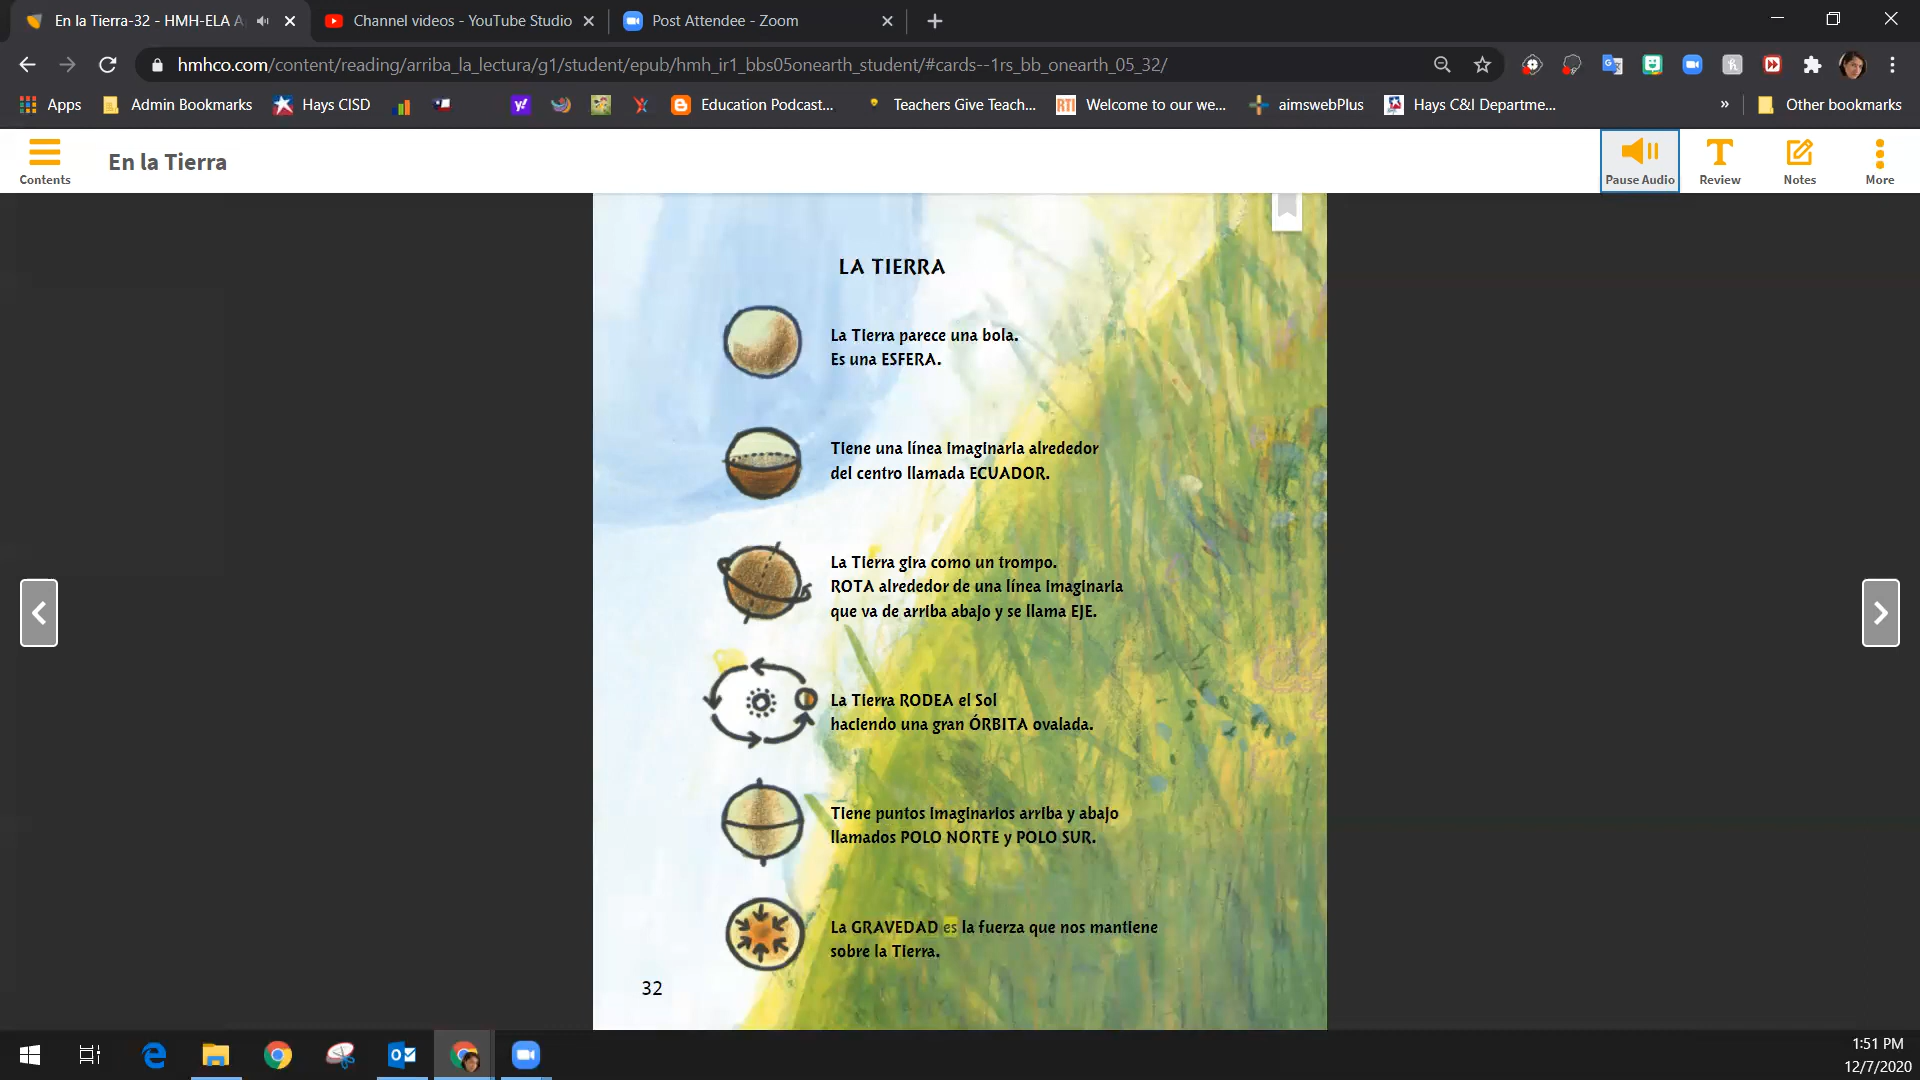 En la Tierra-32 - HMH-ELA A
Channel videos - YouTube Studio
Post Attendee - Zoom
hmhco.com/content/reading/arriba_la_lectura/g1/student/epub/hmh_ir1_bbs05onearth_student/#cards--1rs_bb_onearth_05_32/
Apps
Admin Bookmarks
Hays CISD
Education Podcast...
Teachers Give Teach...
RTI
Welcome to our we...
aimswebPlus
Hays C&I Departme...
»
Other bookmarks
Contents
En la Tierra
Pause Audio
Review
Notes
More
LA TIERRA
La Tierra parece una bola.
Es una ESFERA.
Tiene una línea imaginaria alrededor
del centro llamada ECUADOR.
La Tierra gira como un trompo.
ROTA alrededor de una línea imaginaria
que va de arriba abajo y se llama EJE.
La Tierra RODEA el Sol
haciendo una gran ÓRBITA ovalada.
Tiene puntos imaginarios arriba y abajo
llamados POLO NORTE y POLO SUR.
La GRAVEDAD es la fuerza que nos mantiene
sobre la Tierra.
32
1:51 PM
12/7/2020